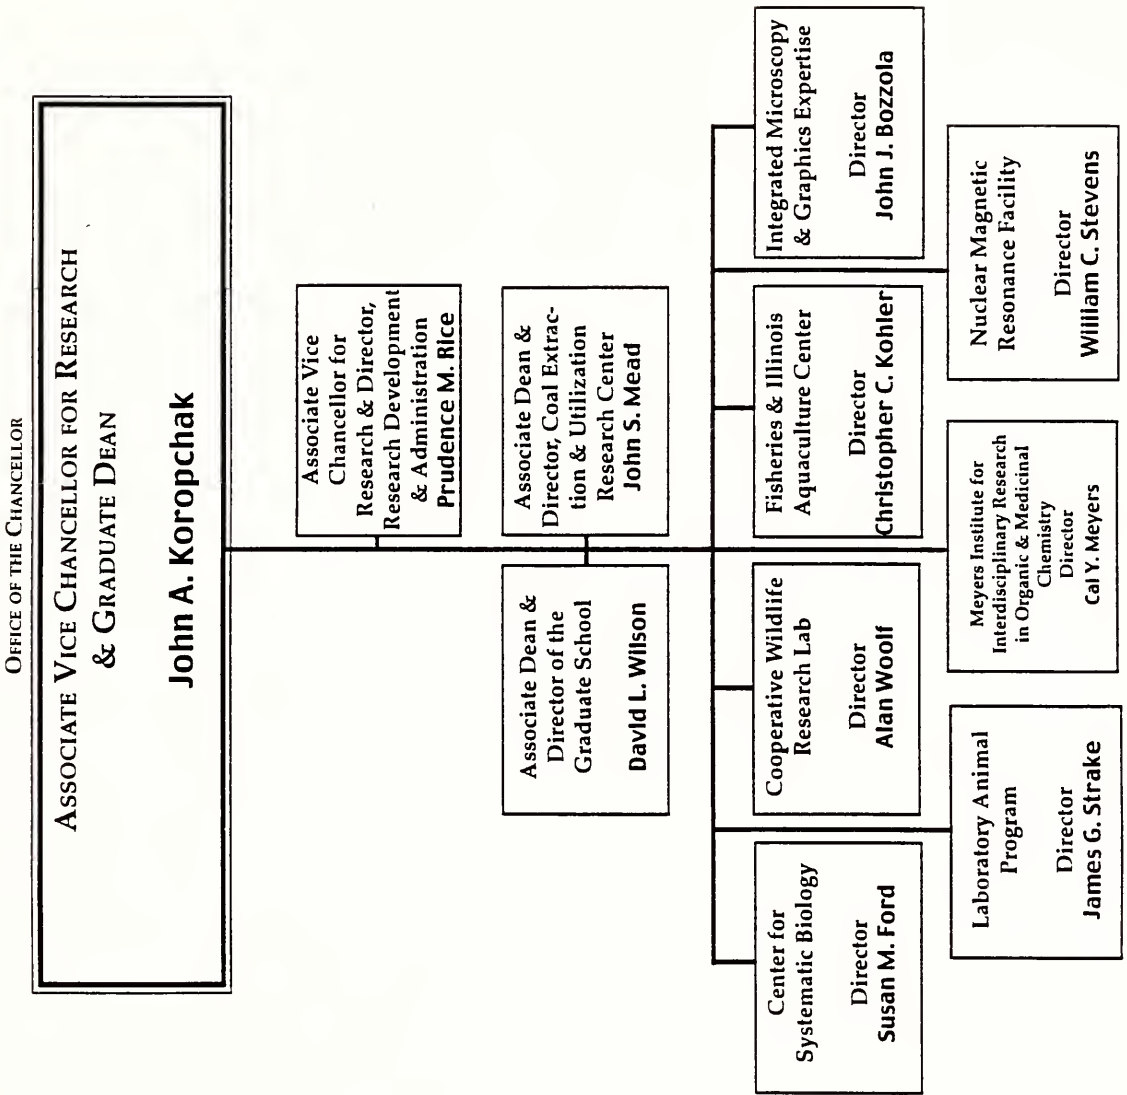 OFFICE OF THE CHANCELLOR
ASSOCIATE VICE CHANCELLOR FOR RESEARCH
& GRADUATE DEAN
John A. Koropchak
Associate Vice
Chancellor for
Research & Director,
Research Development
& Administration
Prudence M. Rice
Associate Dean &
Director of the
Graduate School
David L. Wilson
Associate Dean &
Director, Coal Extrac-
tion & Utilization
Research Center
John S. Mead
Center for
Systematic Biology
Director
Susan M. Ford
Cooperative Wildlife
Research Lab
Director
Alan Woolf
Fisheries & Illinois
Aquaculture Center
Director
Christopher C. Kohler
Integrated Microscopy
& Graphics Expertise
Director
John J. Bozzola
Laboratory Animal
Program
Director
James G. Strake
Meyers Institute for
Interdisciplinary Research
in Organic & Medicinal
Chemistry
Director
Cal Y. Meyers
Nuclear Magnetic
Resonance Facility
Director
William C. Stevens